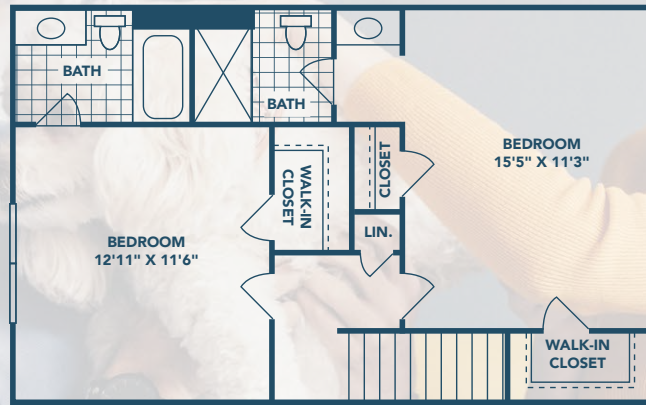 BATH
BATH
BEDROOM
15'5" X 11'3"
CLOSET
WALK-IN
CLOSET
LIN.
BEDROOM
12'11" X 11'6"
WALK-IN
CLOSET